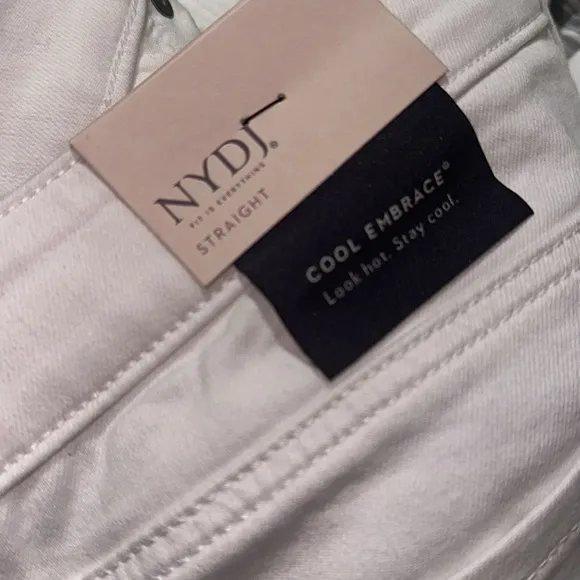 NYDJ®
FIT IS EVERYTHING
STRAIGHT
COOL EMBRACE®
Look hot. Stay cool.